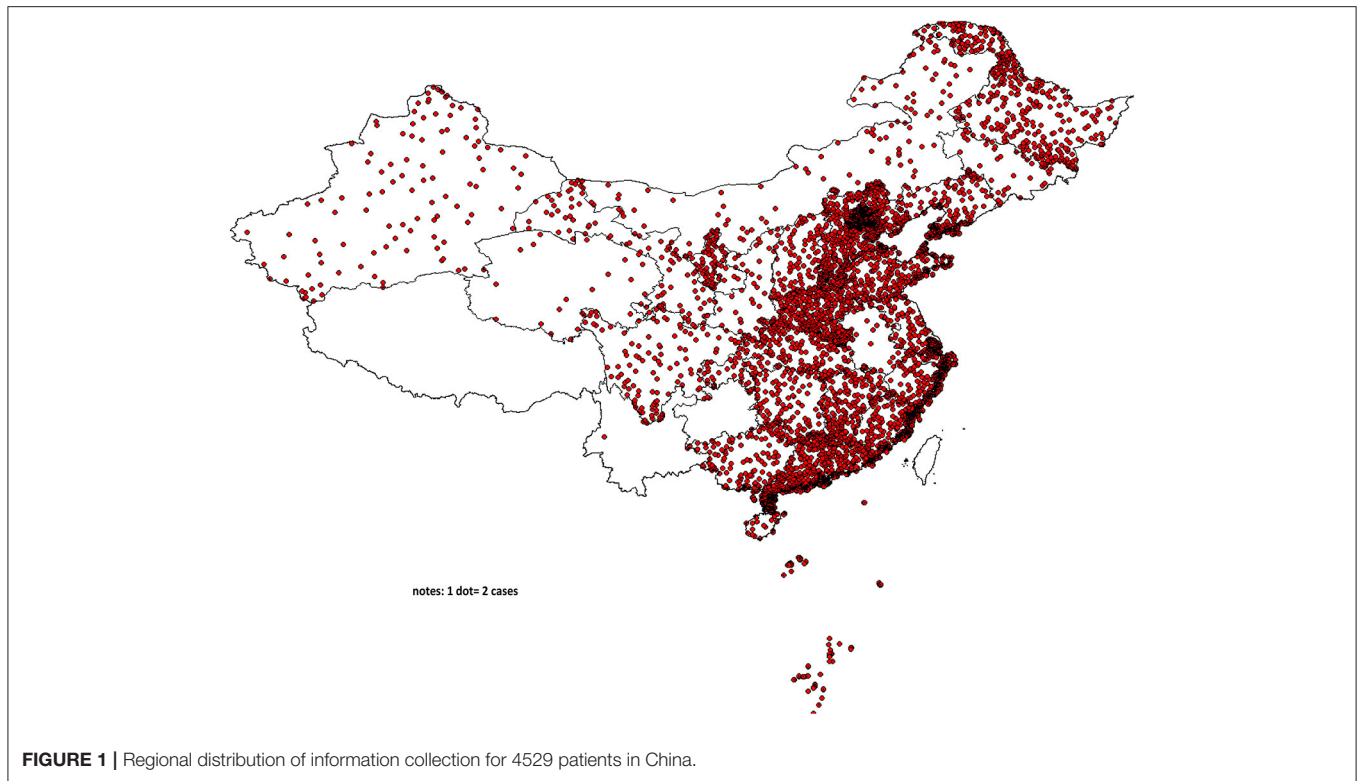 notes: 1 dot= 2 cases
FIGURE 1 | Regional distribution of information collection for 4529 patients in China.